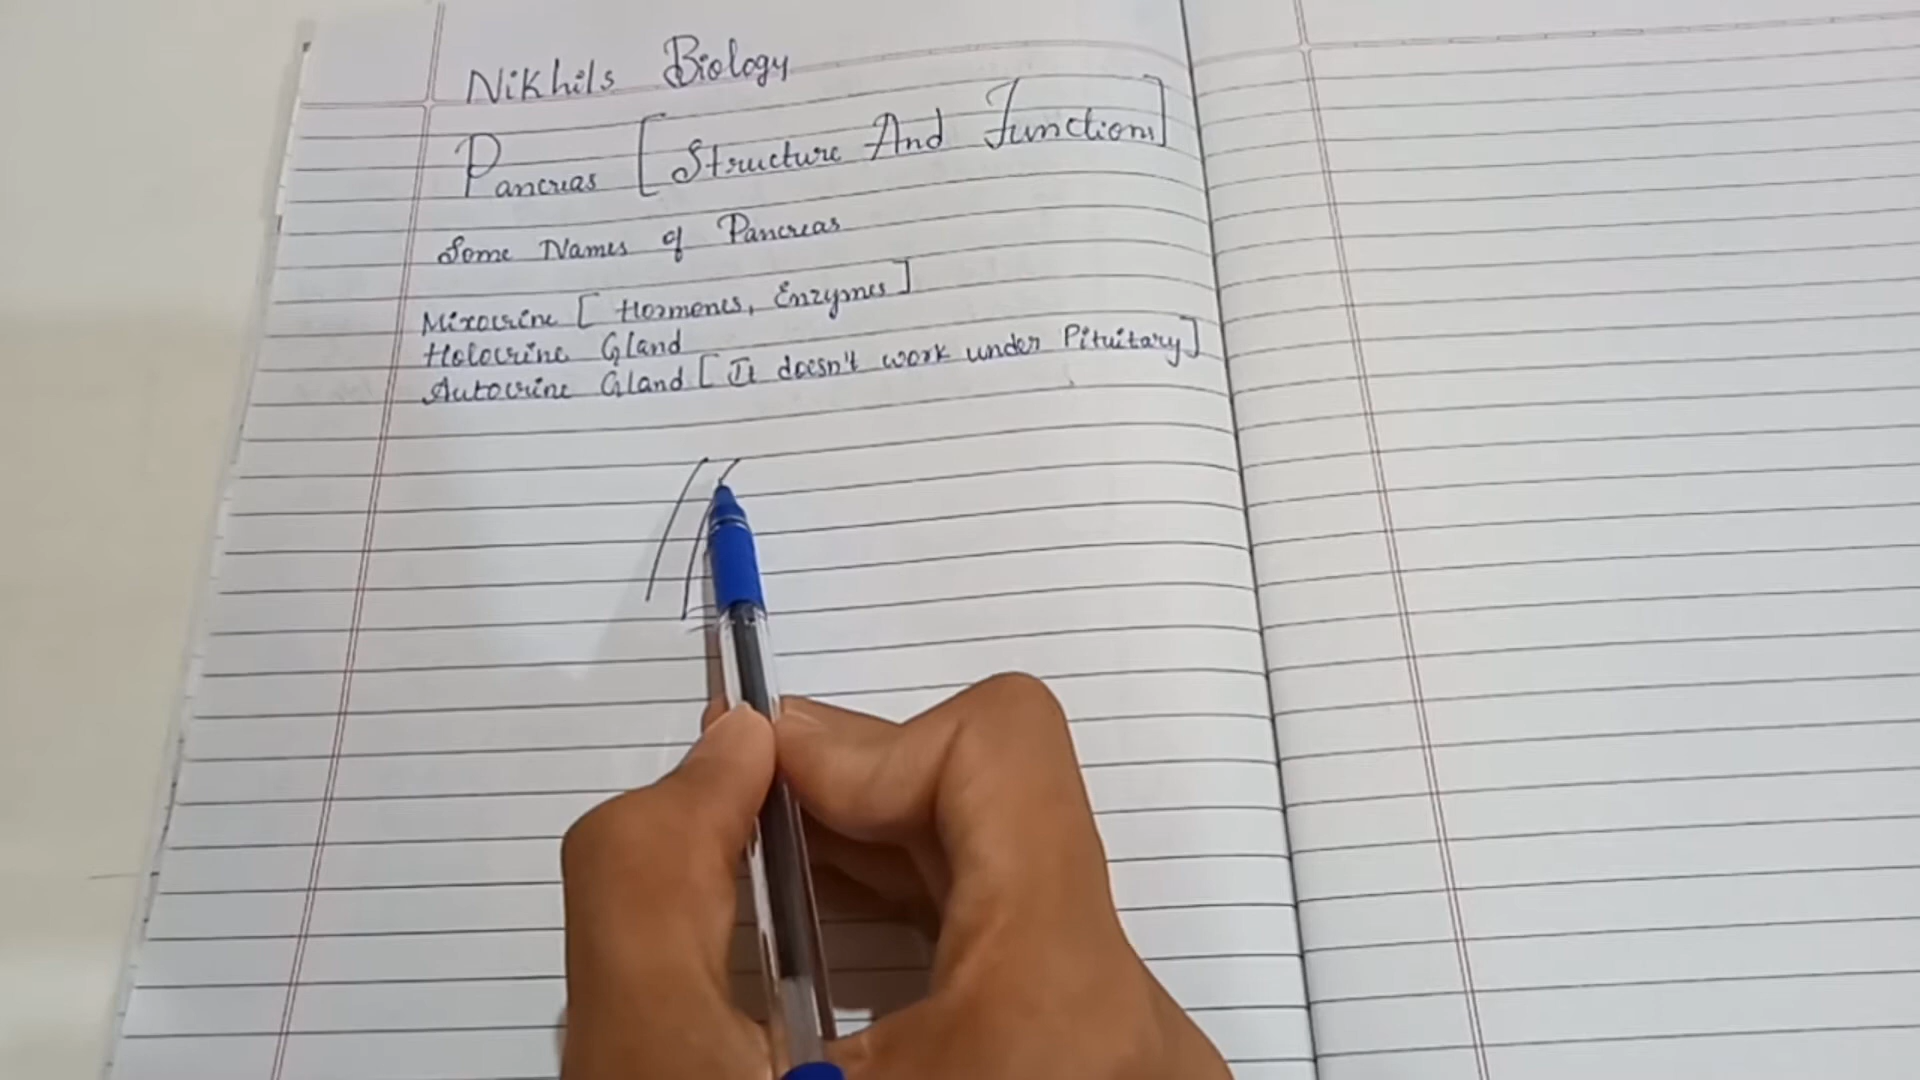 Nikhils Biology
Pancreas [Structure And Functions]
Some Names of Pancreas
Mixocrine [Hormones, Enzymes]
Holocrine Gland
Autocrine Gland [It doesn't work under Pituitary]